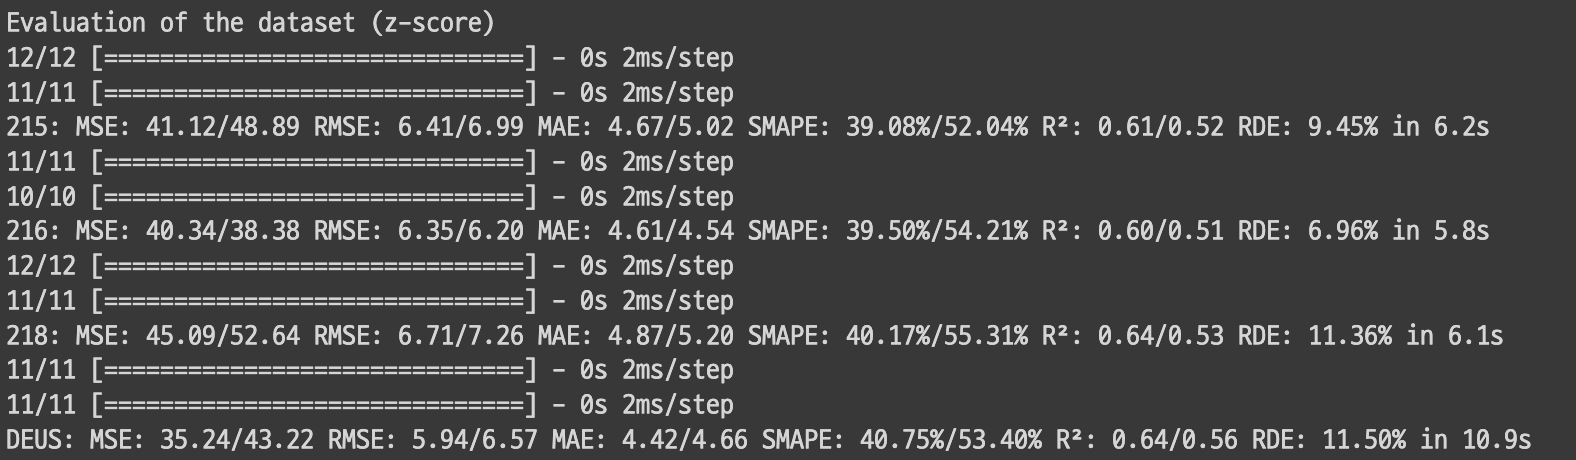 Evaluation of the dataset (z-score)
12/12 [==============================] - 0s 2ms/step
11/11 [==============================] - 0s 2ms/step
215: MSE: 41.12/48.89 RMSE: 6.41/6.99 MAE: 4.67/5.02 SMAPE: 39.08%/52.04% R²: 0.61/0.52 RDE: 9.45% in 6.2s
11/11 [==============================] - 0s 2ms/step
10/10 [==============================] - 0s 2ms/step
216: MSE: 40.34/38.38 RMSE: 6.35/6.20 MAE: 4.61/4.54 SMAPE: 39.50%/54.21% R²: 0.60/0.51 RDE: 6.96% in 5.8s
12/12 [==============================] - 0s 2ms/step
11/11 [==============================] - 0s 2ms/step
218: MSE: 45.09/52.64 RMSE: 6.71/7.26 MAE: 4.87/5.20 SMAPE: 40.17%/55.31% R²: 0.64/0.53 RDE: 11.36% in 6.1s
11/11 [==============================] - 0s 2ms/step
11/11 [==============================] - 0s 2ms/step
DEUS: MSE: 35.24/43.22 RMSE: 5.94/6.57 MAE: 4.42/4.66 SMAPE: 40.75%/53.40% R²: 0.64/0.56 RDE: 11.50% in 10.9s